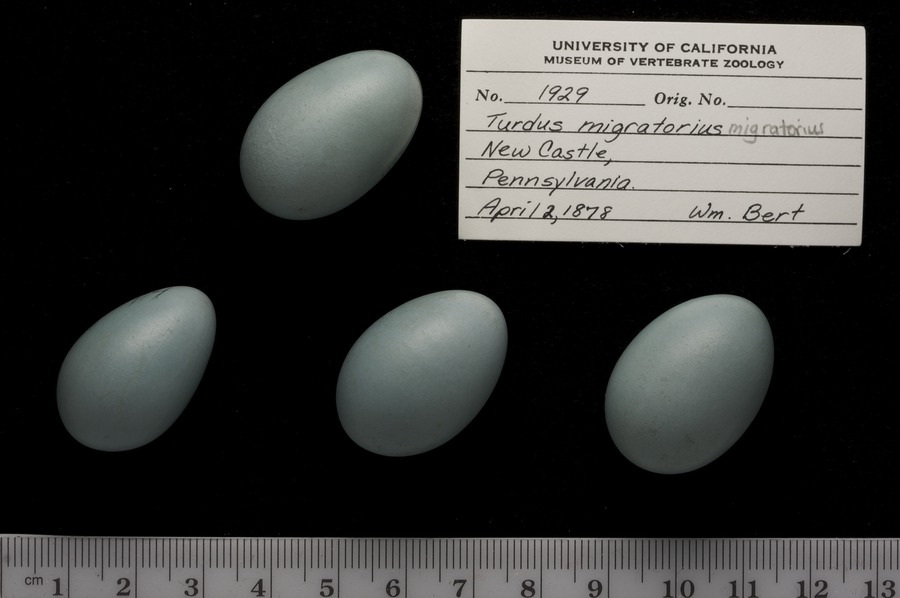 UNIVERSITY OF CALIFORNIA
MUSEUM OF VERTEBRATE ZOOLOGY
No. 1929 Orig. No.
Turdus migratorius migratorius
New Castle,
Pennsylvania.
April 2, 1878 Wm. Bert
cm 1 2 3 4 5 6 7 8 9 10 11 12 13